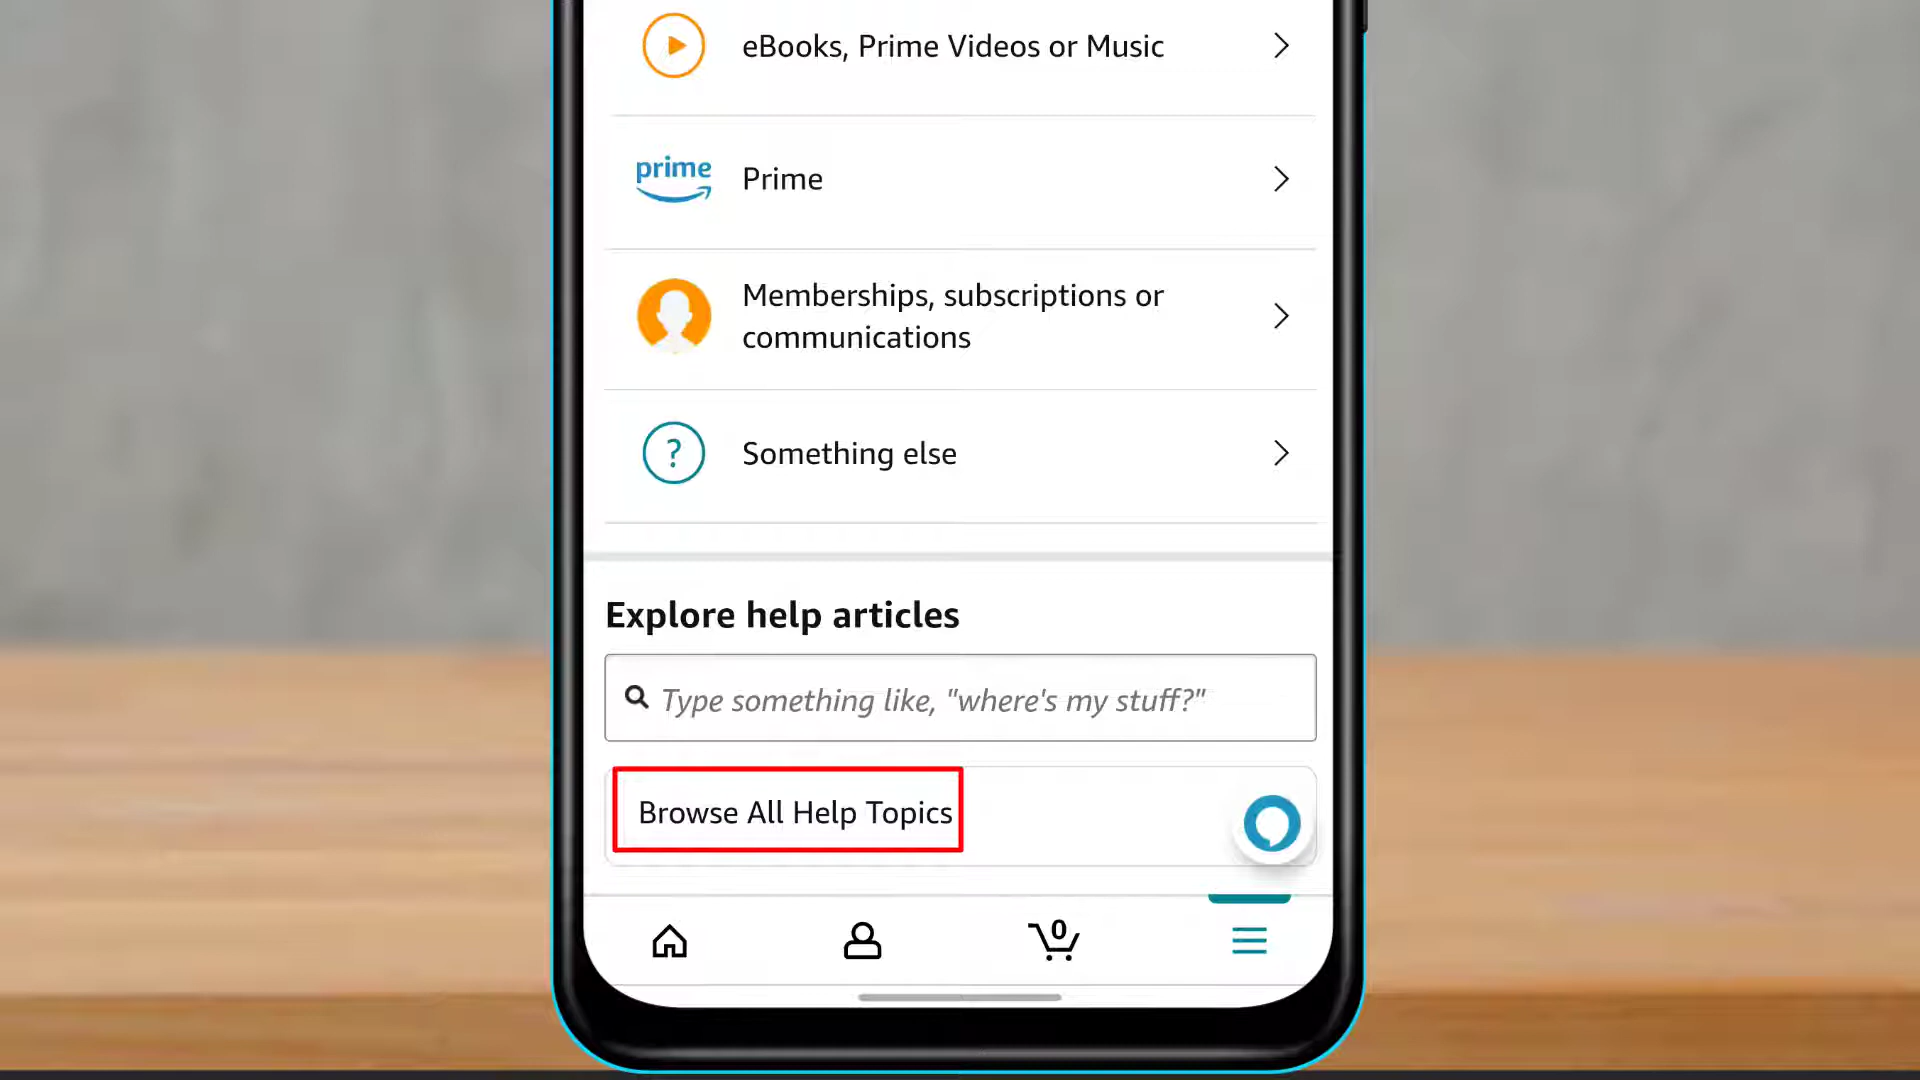 eBooks, Prime Videos or Music
prime
Prime
Memberships, subscriptions or
communications
?
Something else
Explore help articles
Type something like, "where's my stuff?"
Browse All Help Topics
0